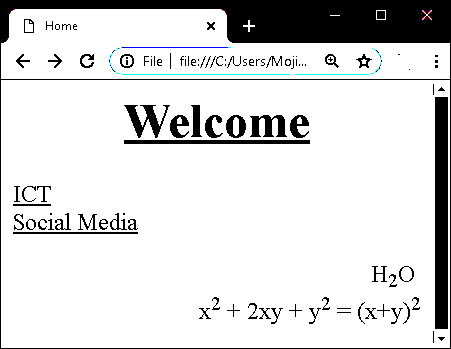 Home
File | file:///C:/Users/Moji...
Welcome
ICT
Social Media
H₂O
x² + 2xy + y² = (x+y)²